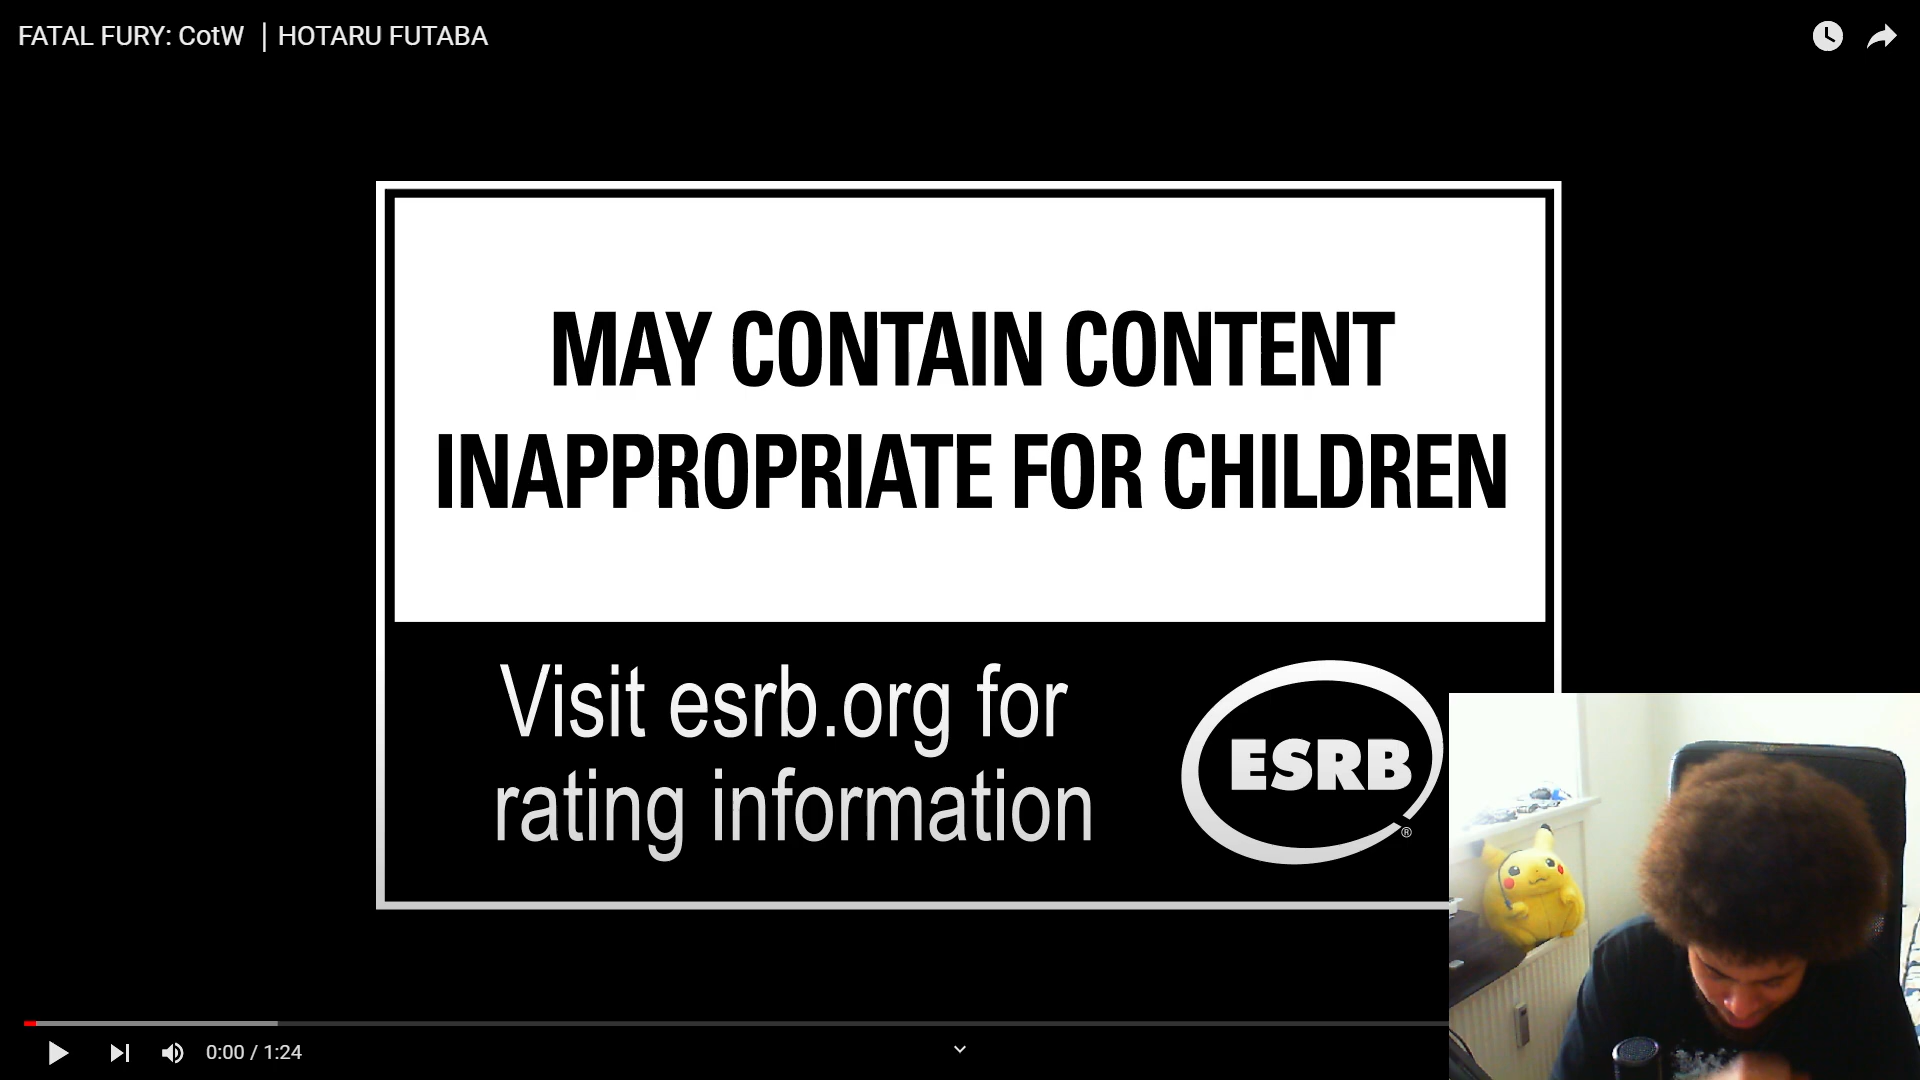 FATAL FURY: CotW │HOTARU FUTABA
MAY CONTAIN CONTENT
INAPPROPRIATE FOR CHILDREN
Visit esrb.org for
rating information
ESRB
®
0:00 / 1:24